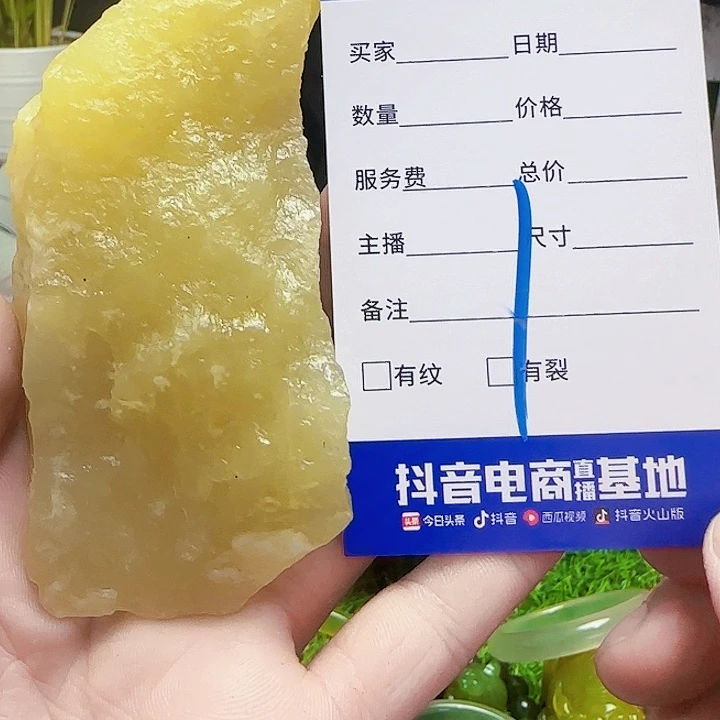 买家 日期
数量 价格
服务费 总价
主播 尺寸
备注
有纹 有裂
抖音电商直播基地
头条 今日头条 抖音 西瓜视频 抖音火山版